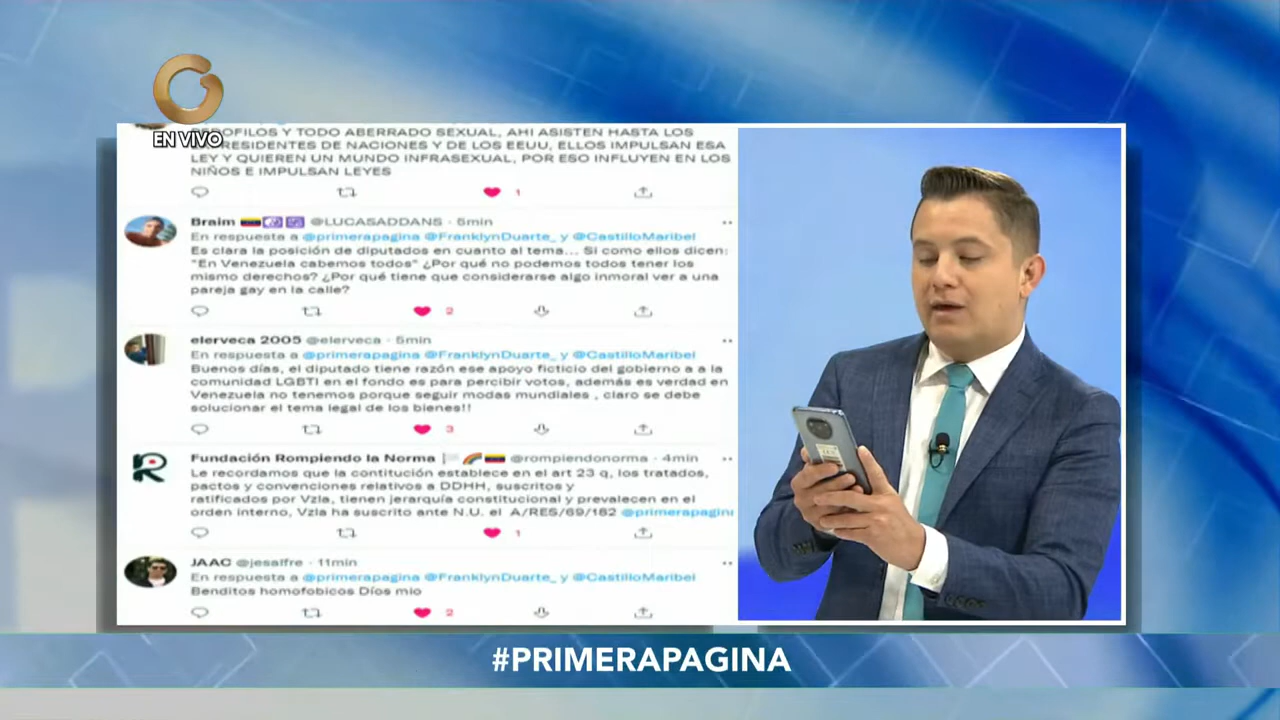 EN VIVO
Y TODO ABERRADO SEXUAL, AHI ASISTEN HASTA LOS
DE NACIONES Y DE LOS EEUU, ELLOS IMPULSAN ESA
LEY Y QUIEREN UN MUNDO INFRASEXUAL, POR ESO INFLUYEN EN LOS
NIÑOS E IMPULSAN LEYES
1
Braim @LUCASADDANS · 5min
En respuesta a @primerapagina @FranklynDuarte_ y @CastilloMaribel
Es clara la posición de diputados en cuanto al tema... Si como ellos dicen:
"En Venezuela cabemos todos" ¿Por qué no podemos todos tener los
mismo derechos? ¿Por qué tiene que considerarse algo inmoral ver a una
pareja gay en la calle?
2
elerveca 2005 @elerveca · 5min
En respuesta a @primerapagina @FranklynDuarte_ y @CastilloMaribel
Buenos días, el diputado tiene razón ese apoyo ficticio del gobierno a a la
comunidad LGBTI en el fondo es para percibir votos, además es verdad en
Venezuela no tenemos porque seguir modas mundiales , claro se debe
solucionar el tema legal de los bienes!!
3
Fundación Rompiendo la Norma @rompiendonorma · 4min
Le recordamos que la contitución establece en el art 23 q, los tratados,
pactos y convenciones relativos a DDHH, suscritos y
ratificados por Vzla, tienen jerarquía constitucional y prevalecen en el
orden interno, Vzla ha suscrito ante N.U. el A/RES/69/182 @primerapagina
1
JAAC @jesalfre · 11min
En respuesta a @primerapagina @FranklynDuarte_ y @CastilloMaribel
Benditos homofobicos Díos mio
2
#PRIMERAPAGINA